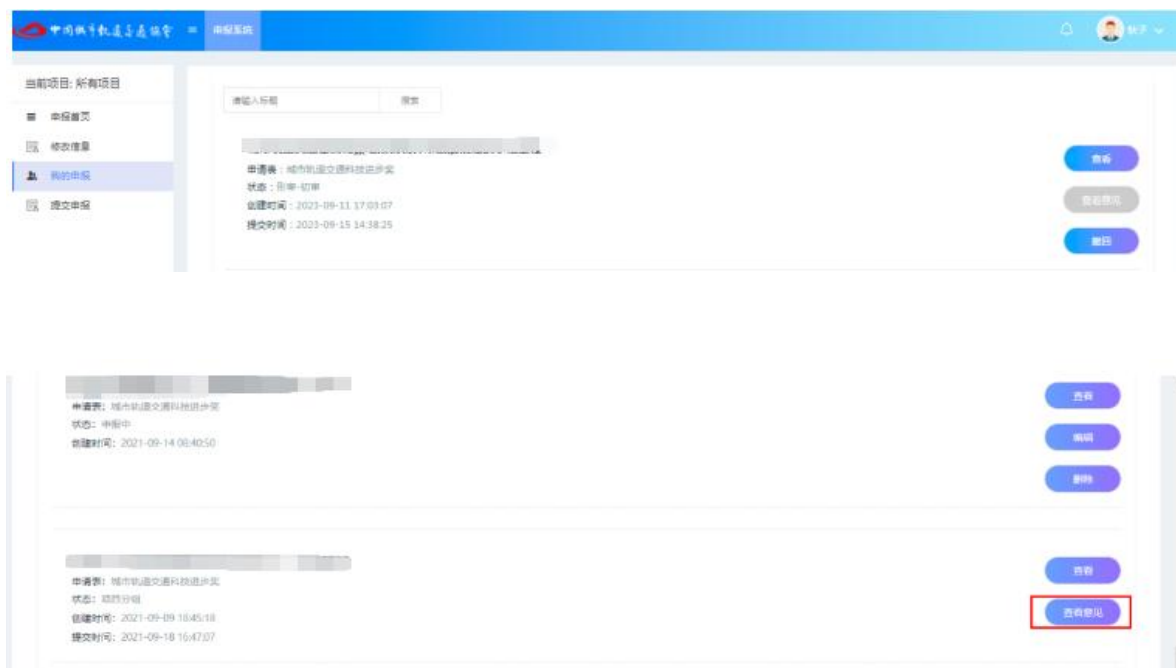 中国城市轨道交通协会
申报系统
当前项目: 所有项目
申报首页
修改信息
我的申报
提交申报
请输入标题
搜索
申请表：城市轨道交通科技进步奖
状态：形审-初审
创建时间：2023-09-11 17:03:07
提交时间：2023-09-15 14:38:25
查看
查看意见
撤回
申请表：城市轨道交通科技进步奖
状态：申报中
创建时间：2021-09-14 08:40:50
查看
编辑
删除
申请表：城市轨道交通科技进步奖
状态：项目分组
创建时间：2021-09-09 18:45:18
提交时间：2021-09-18 16:47:07
查看
查看意见